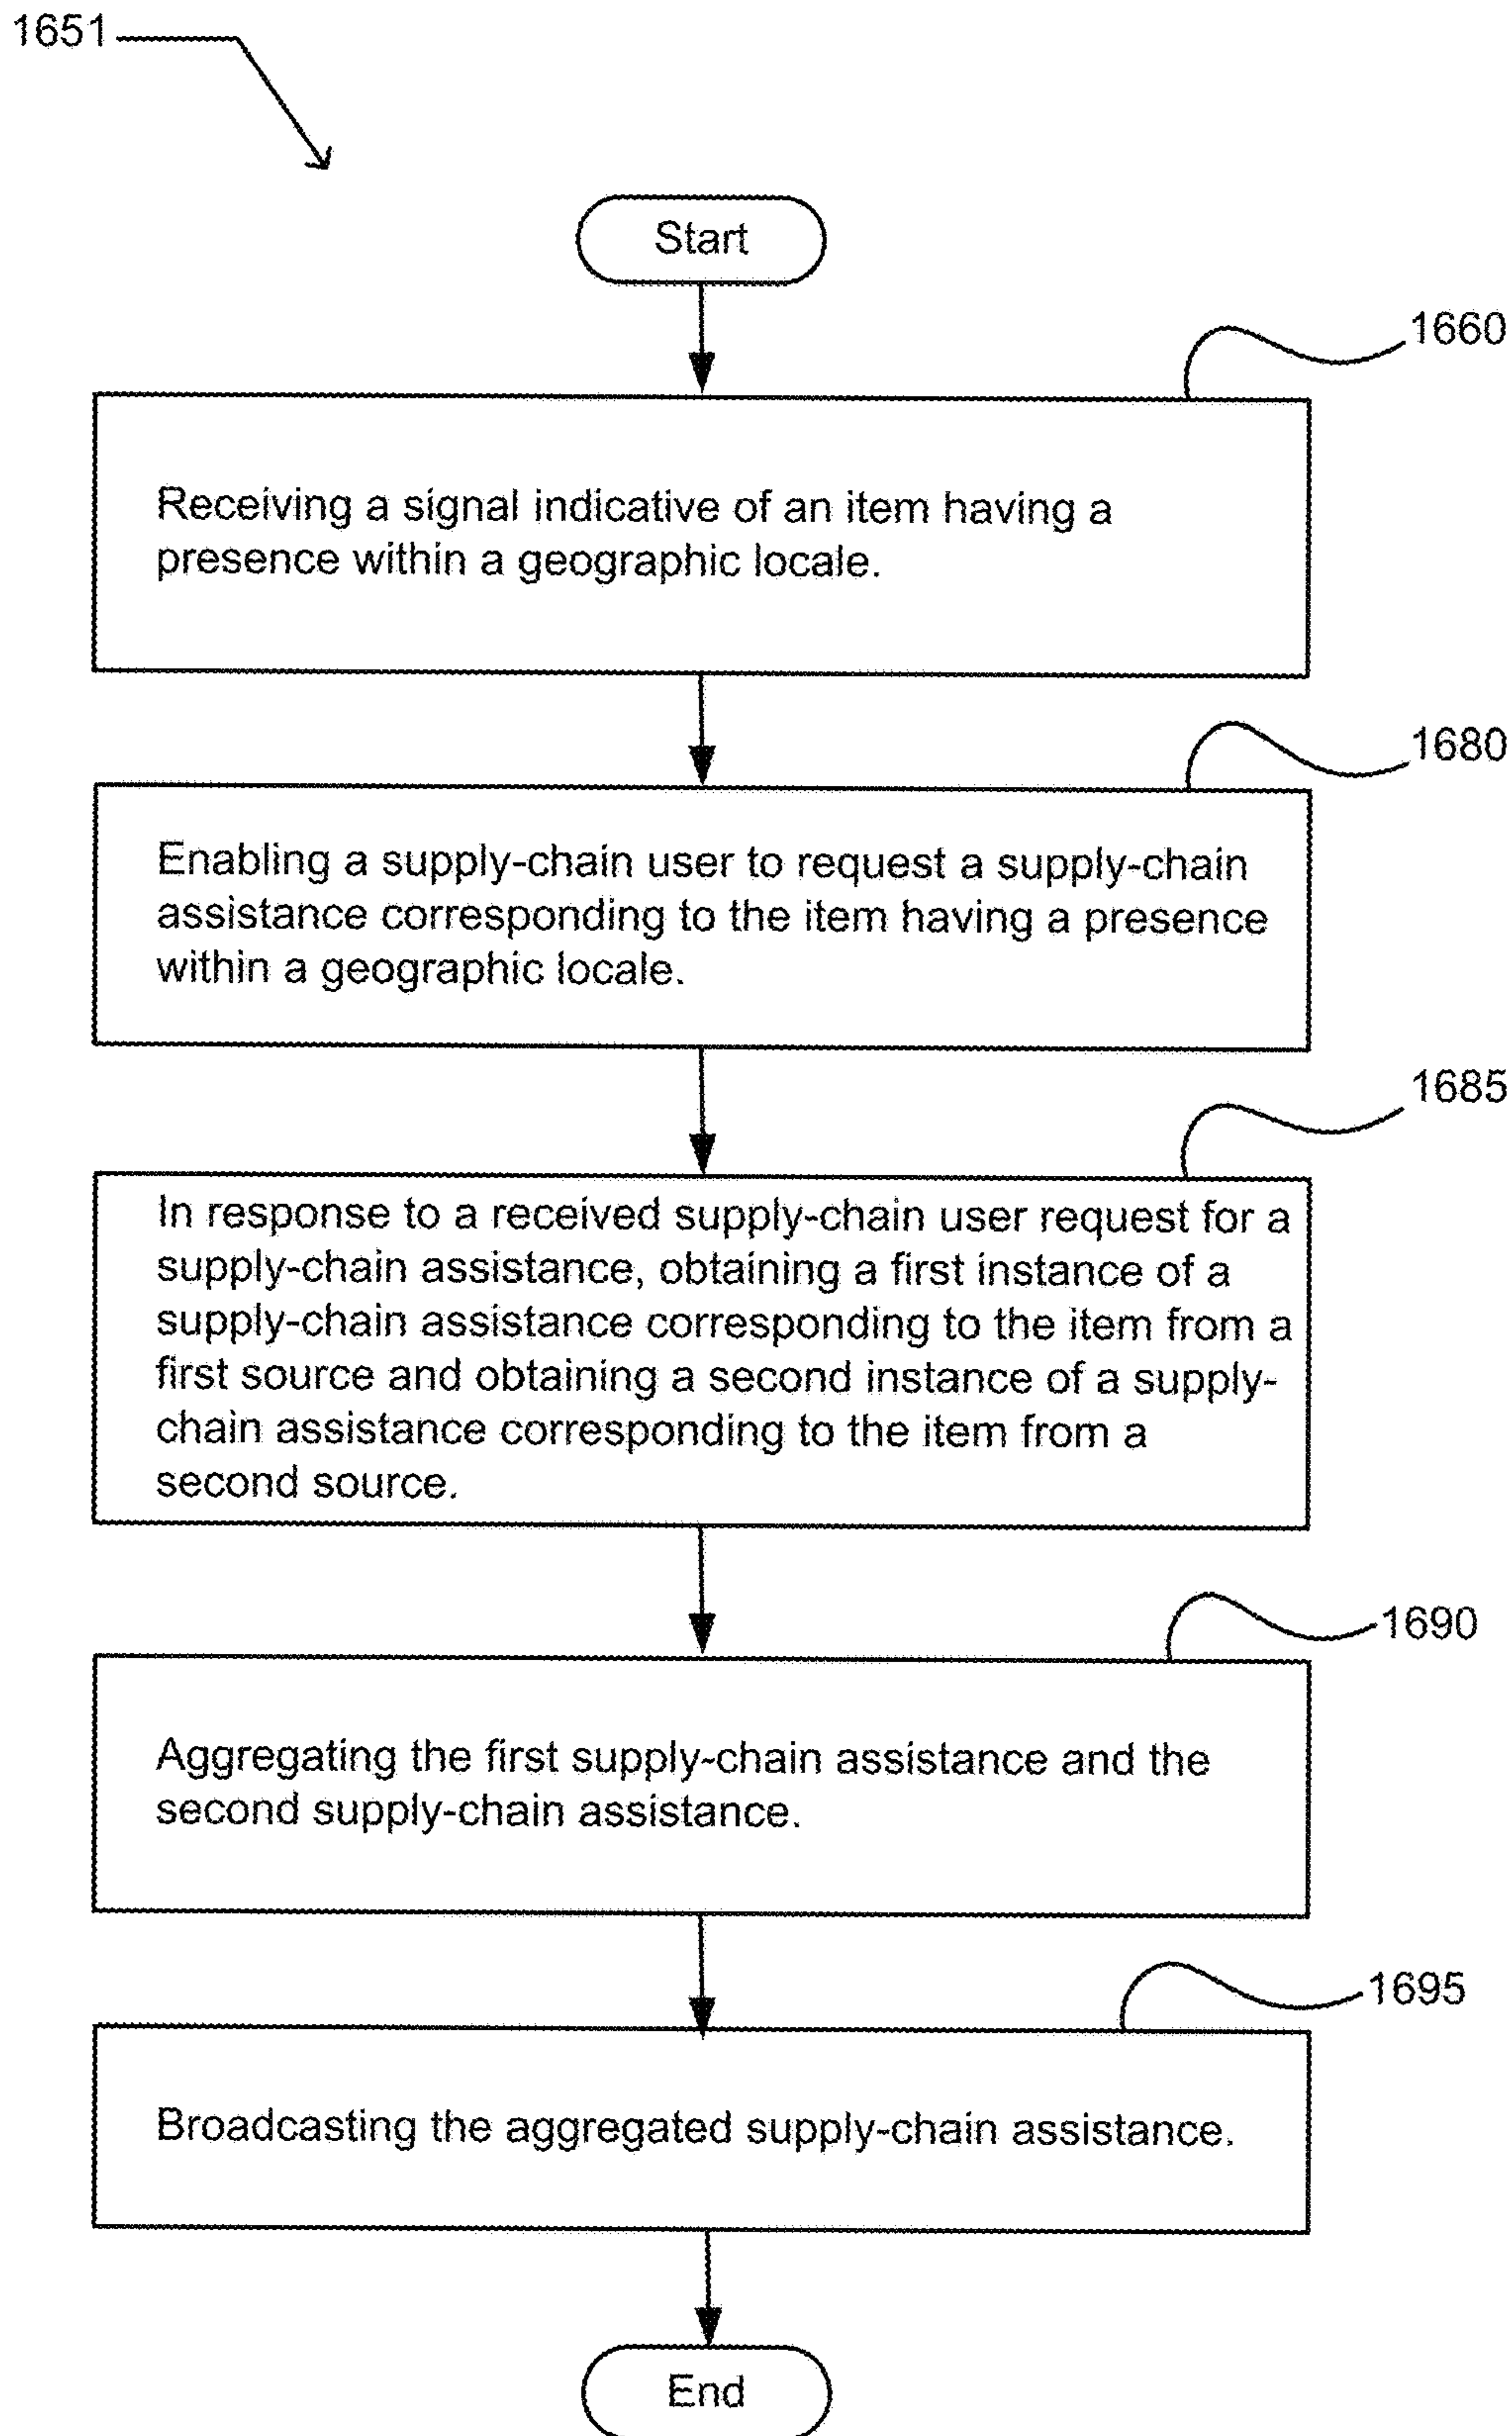 1651
Start
1660
Receiving a signal indicative of an item having a
presence within a geographic locale.
1680
Enabling a supply-chain user to request a supply-chain
assistance corresponding to the item having a presence
within a geographic locale.
1685
In response to a received supply-chain user request for a
supply-chain assistance, obtaining a first instance of a
supply-chain assistance corresponding to the item from a
first source and obtaining a second instance of a supply-
chain assistance corresponding to the item from a
second source.
1690
Aggregating the first supply-chain assistance and the
second supply-chain assistance.
1695
Broadcasting the aggregated supply-chain assistance.
End